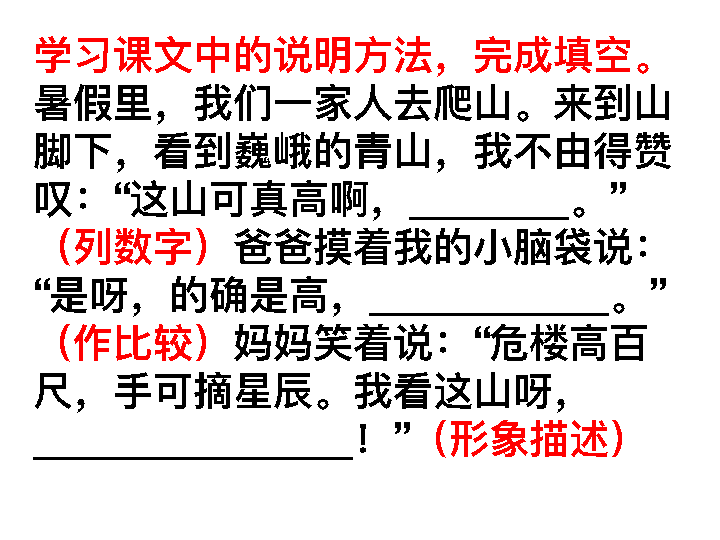 学习课文中的说明方法，完成填空。
暑假里，我们一家人去爬山。来到山
脚下，看到巍峨的青山，我不由得赞
叹：“这山可真高啊，________。”
（列数字）爸爸摸着我的小脑袋说：
“是呀，的确是高，____________。”
（作比较）妈妈笑着说：“危楼高百
尺，手可摘星辰。我看这山呀，
________________！”（形象描述）